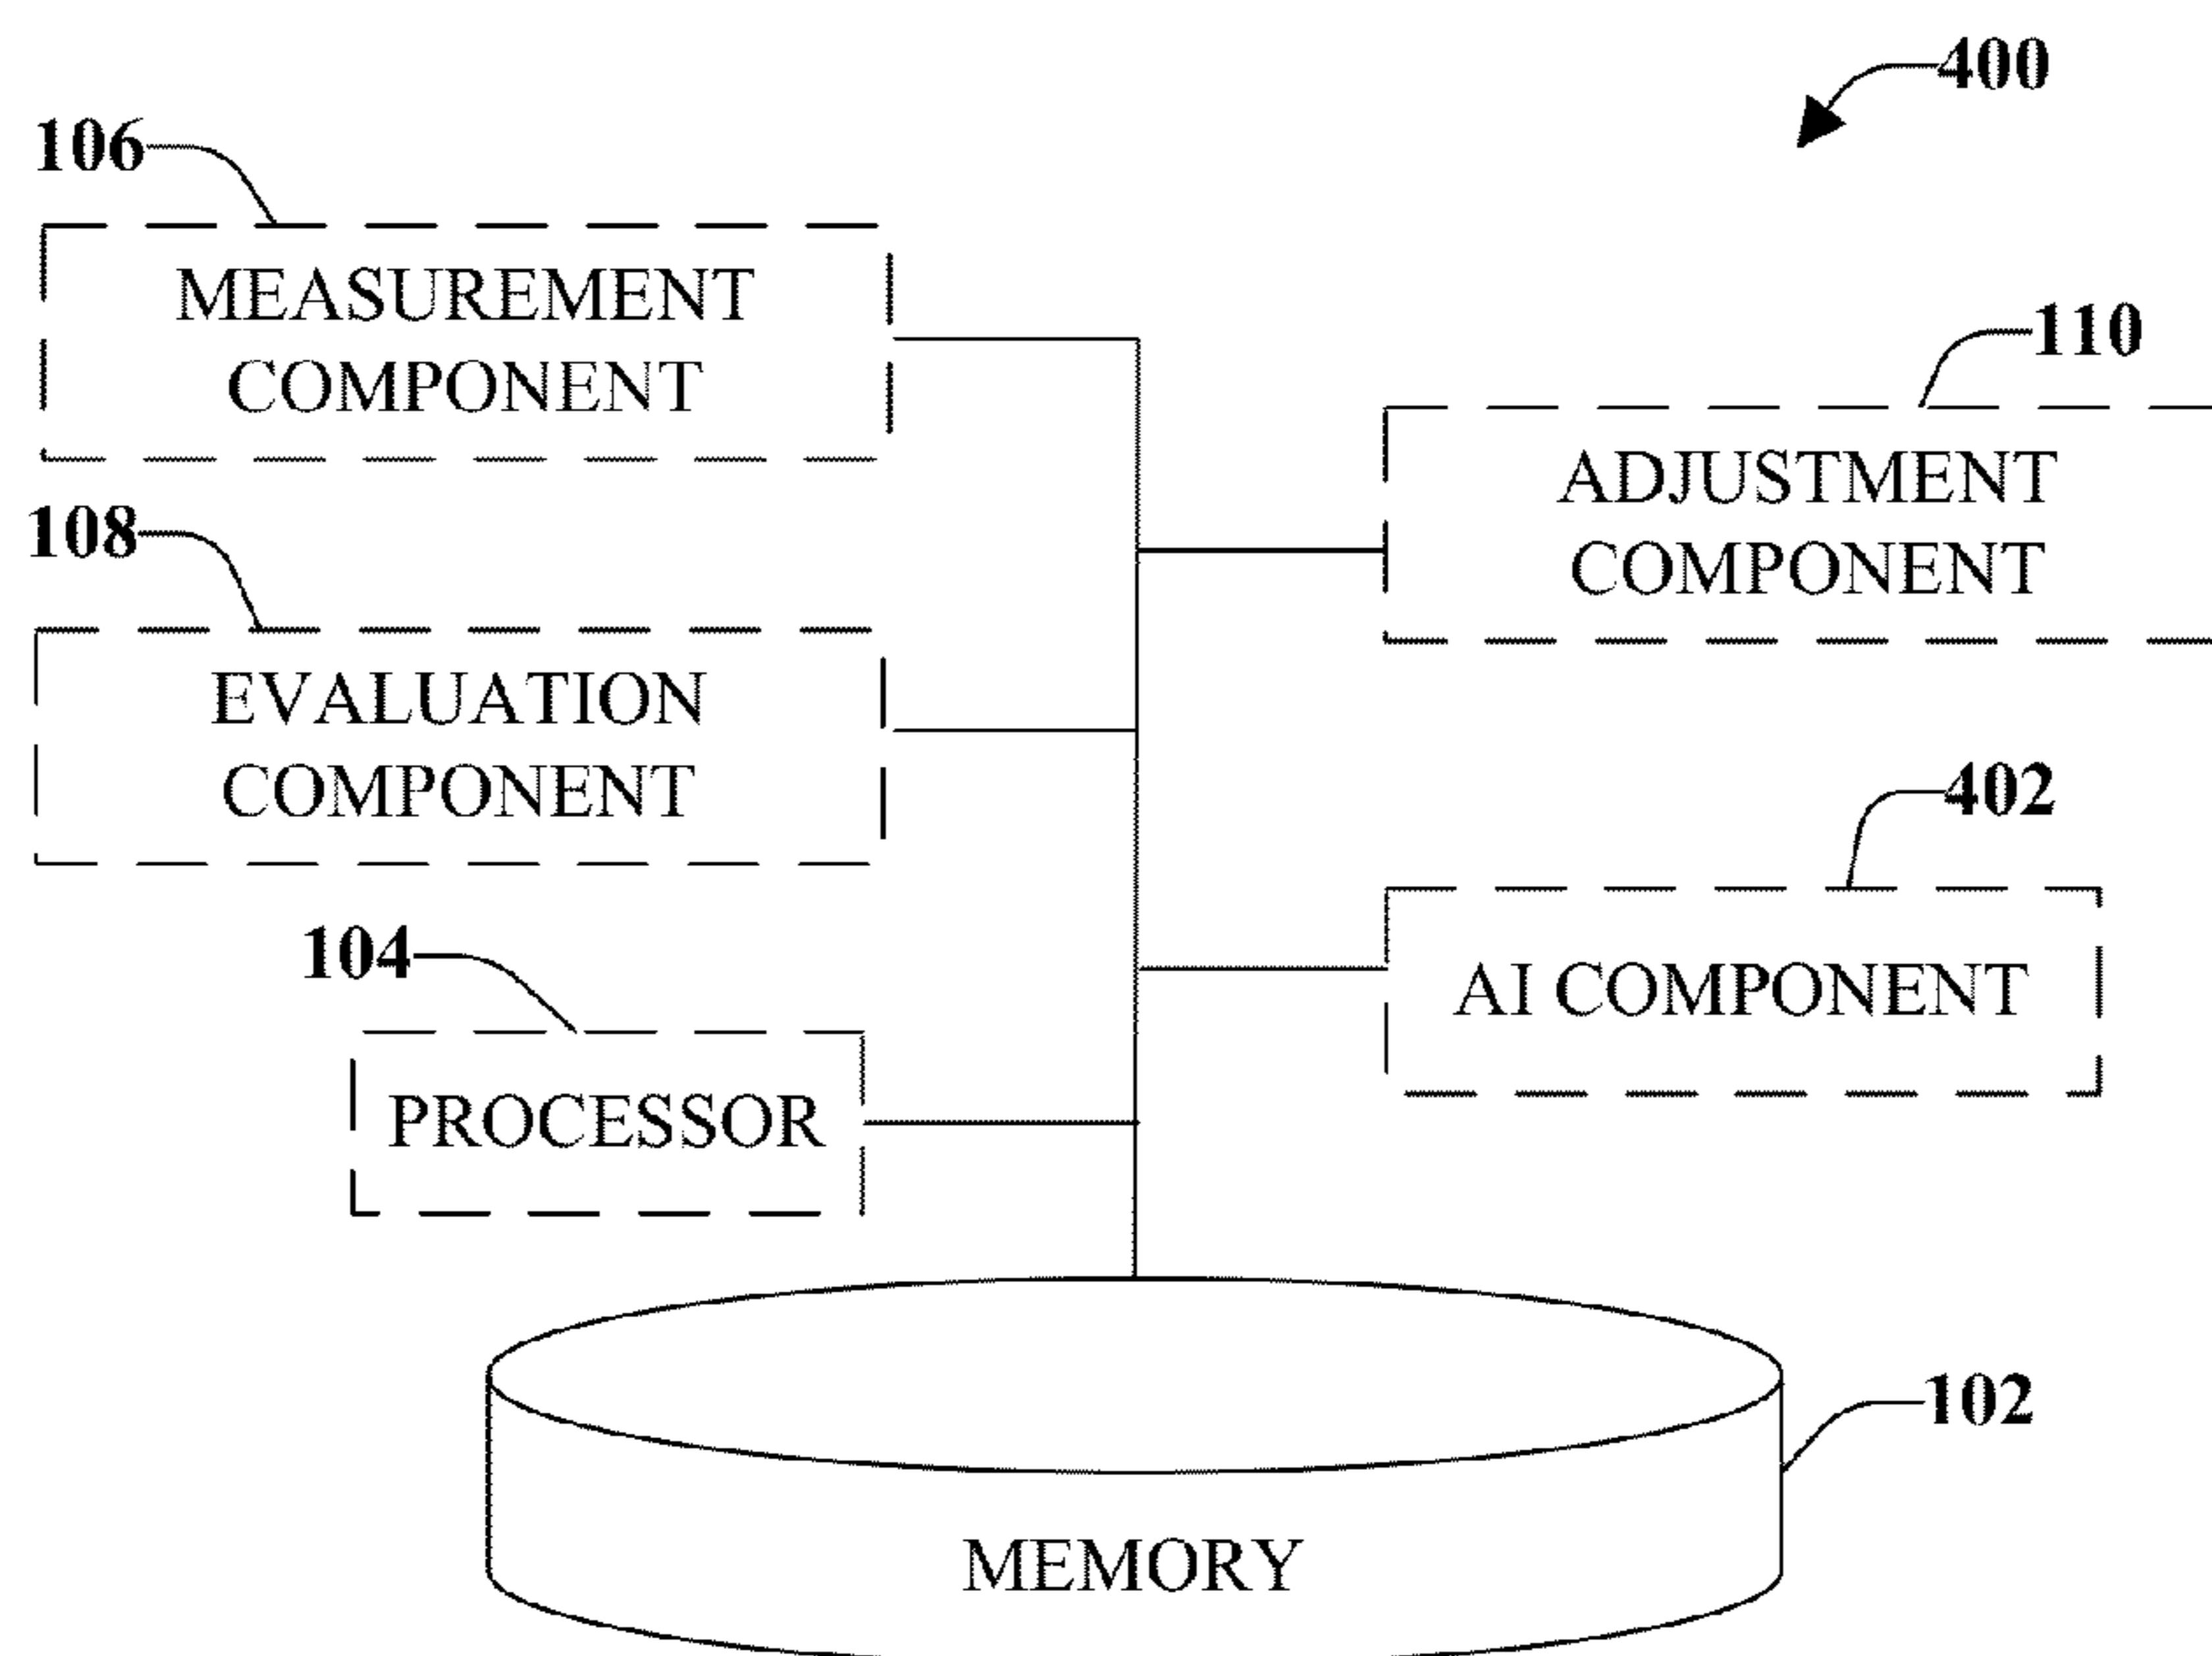 400
106
MEASUREMENT
COMPONENT
110
ADJUSTMENT
COMPONENT
108
EVALUATION
COMPONENT
402
AI COMPONENT
104
PROCESSOR
102
MEMORY